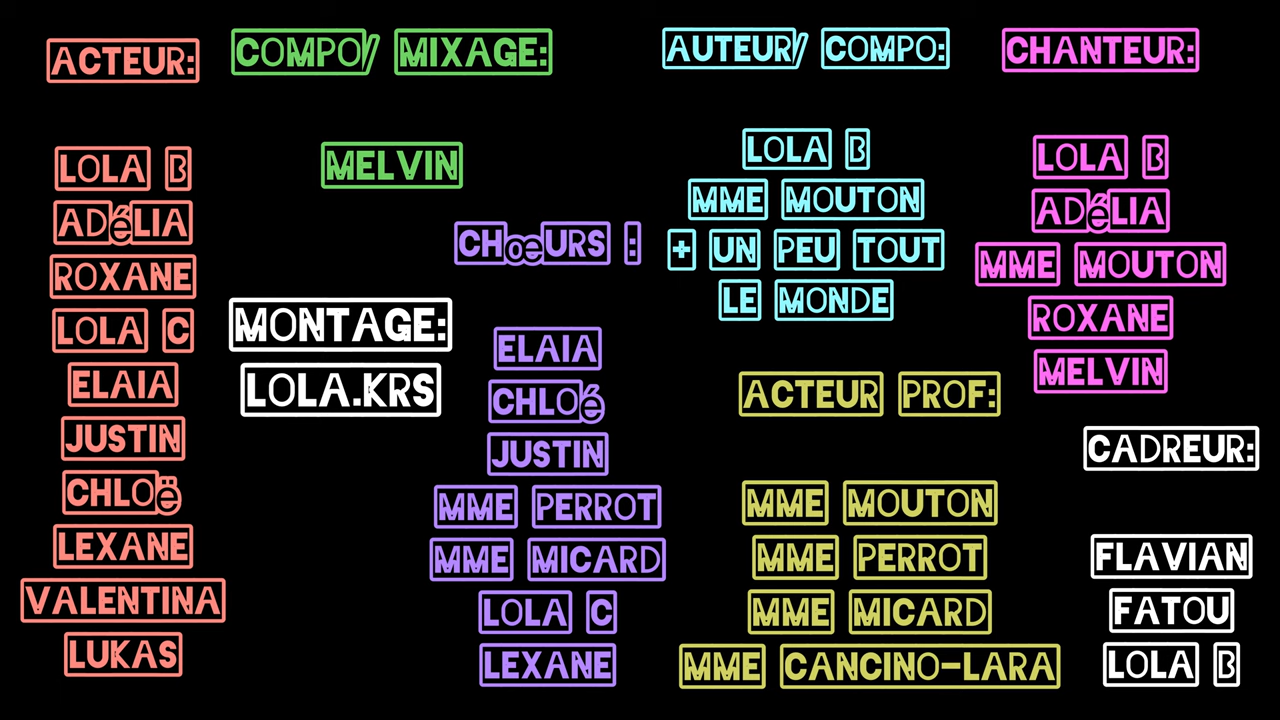 ACTEUR:
LOLA B
ADéLIA
ROXANE
LOLA C
ELAIA
JUSTIN
CHLOë
LEXANE
VALENTINA
LUKAS
COMPO/ MIXAGE:
MELVIN
MONTAGE:
LOLA.KRS
CHœURS :
ELAIA
CHLOé
JUSTIN
MME PERROT
MME MICARD
LOLA C
LEXANE
AUTEUR/ COMPO:
LOLA B
MME MOUTON
+ UN PEU TOUT
LE MONDE
ACTEUR PROF:
MME MOUTON
MME PERROT
MME MICARD
MME CANCINO-LARA
CHANTEUR:
LOLA B
ADéLIA
MME MOUTON
ROXANE
MELVIN
CADREUR:
FLAVIAN
FATOU
LOLA B